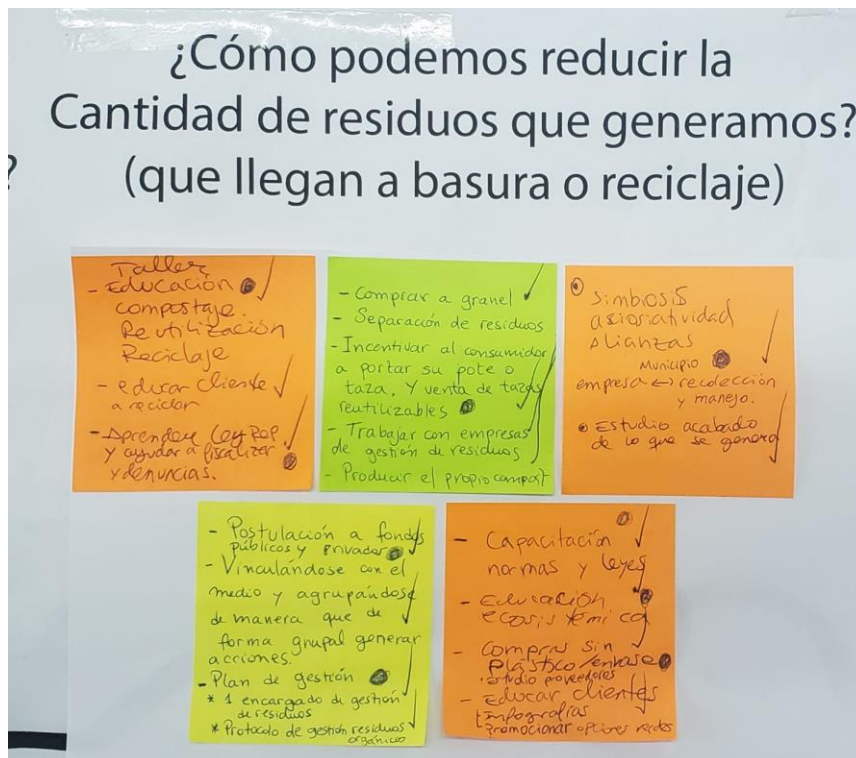 ¿Cómo podemos reducir la
Cantidad de residuos que generamos?
(que llegan a basura o reciclaje)
?
Taller
- Educación
compostaje.
Reutilización
Reciclaje
- educar cliente
a reciclar
- Aprender Ley REP
y ayudar a fiscalizar
y denuncias.
- Comprar a granel
- Separación de residuos
- Incentivar al consumidor
a portar su pote o
taza. Y venta de tazas
reutilizables
- Trabajar con empresas
de gestión de residuos
- Producir el propio compost
Simbiosis
asiosiatividad
Alianzas
Municipio
empresa ↔ recolección
y manejo.
Estudio acabado
de lo que se genera
- Postulación a fondos
públicos y privados
- Vinculándose con el
medio y agrupándose
de manera que de
forma grupal generar
acciones.
- Plan de gestión
* 1 encargado de gestión
de residuos
* Protocolo de gestión residuos
orgánico
- Capacitación
normas y leyes
- Educación
ecosistémica
- Compras sin
Plástico/envase
· estudio proveedores
- Educar clientes
Infografías
Promocionar opciones